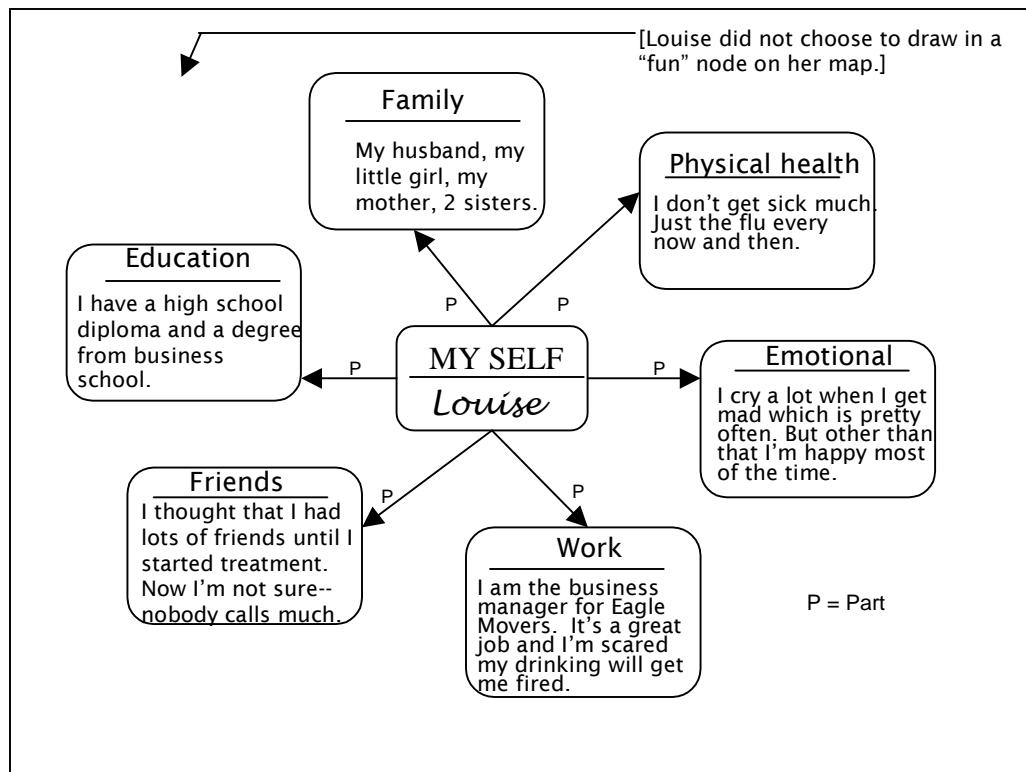 [Louise did not choose to draw in a
“fun” node on her map.]
Family
My husband, my
little girl, my
mother, 2 sisters.
Physical health
I don’t get sick much.
Just the flu every
now and then.
Education
I have a high school
diploma and a degree
from business
school.
P
P
P
MY SELF
Louise
P
Emotional
I cry a lot when I get
mad which is pretty
often. But other than
that I’m happy most
of the time.
Friends
I thought that I had
lots of friends until I
started treatment.
Now I’m not sure--
nobody calls much.
P
P
Work
I am the business
manager for Eagle
Movers.  It’s a great
job and I’m scared
my drinking will get
me fired.
P = Part